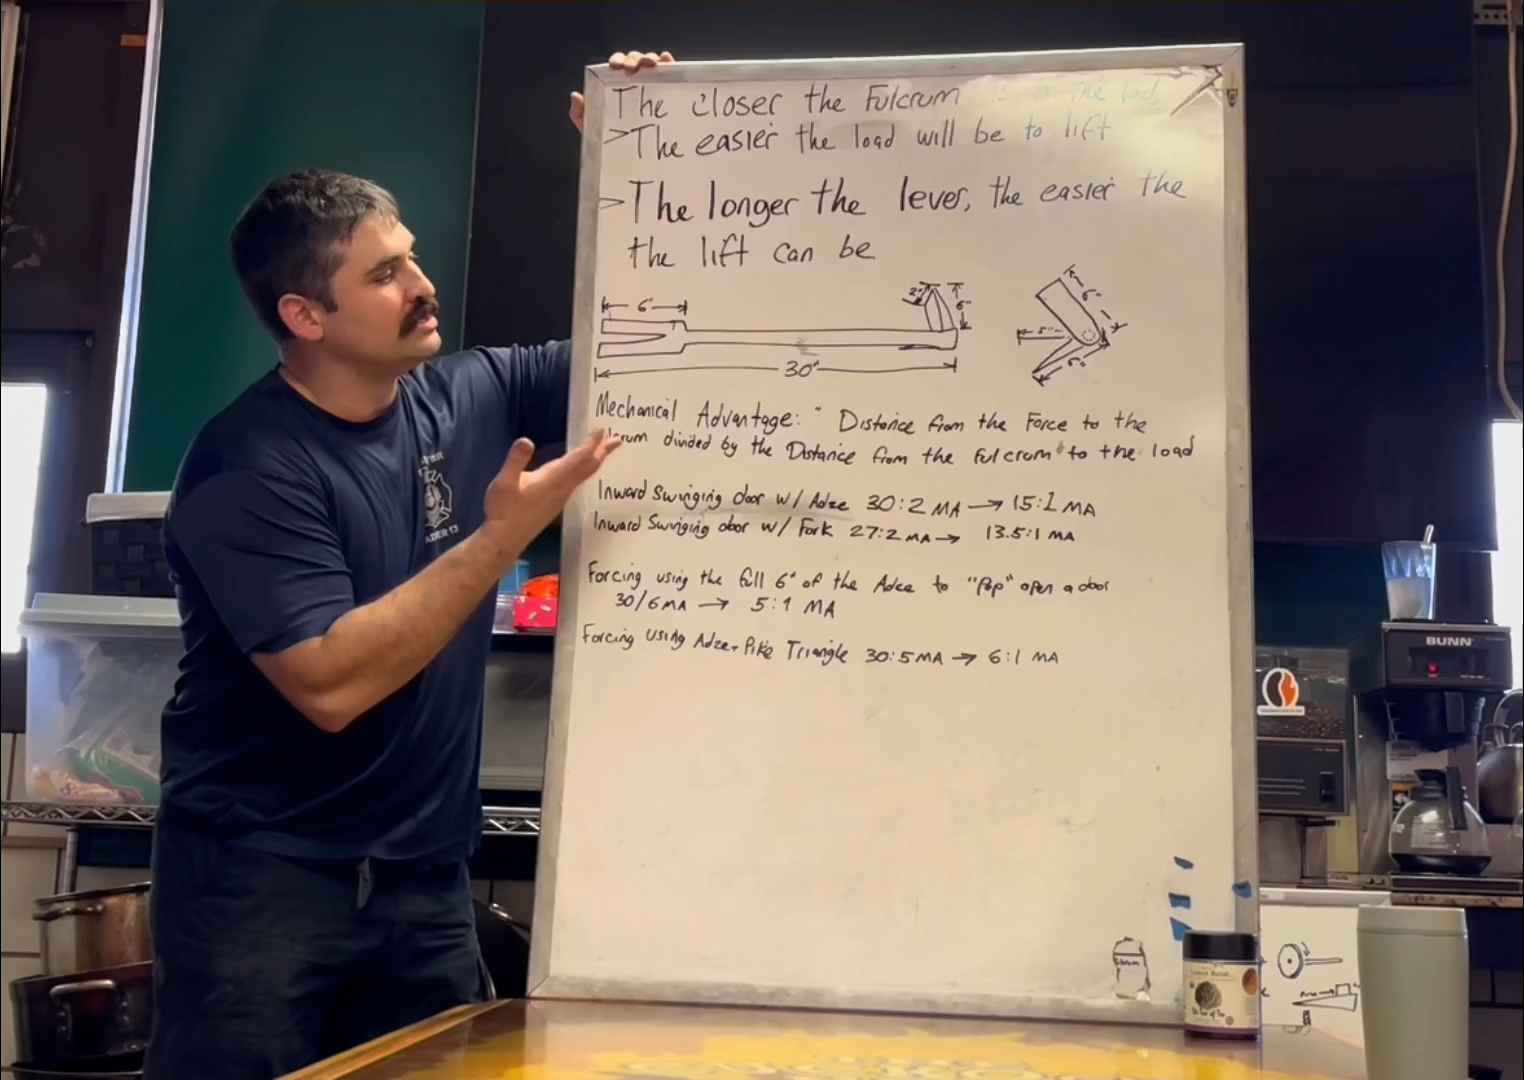 The closer the Fulcrum is to the load
>The easier the load will be to lift
>The longer the lever, the easier the
the lift can be
6"
2"
6"
30"
6"
5"
6"
Mechanical Advantage: " Distance from the Force to the
divided by the Distance from the fulcrum to the load
Inward Swinging door w/ Adze 30:2 MA → 15:1 MA
Inward Swinging door w/ Fork 27:2 MA → 13.5:1 MA
Forcing using the full 6" of the Adze to "Pop" open a door
30/6 MA → 5:1 MA
Forcing using Adze + Pike Triangle 30:5 MA → 6:1 MA
BUNN